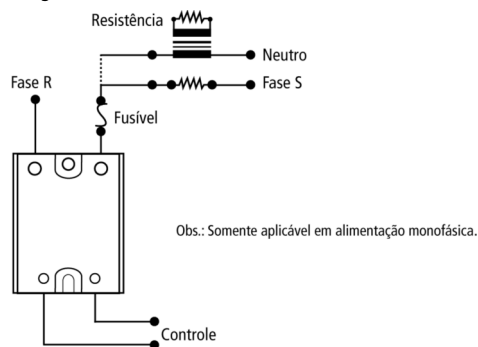 Resistência
Neutro
Fase R
Fase S
Fusível
Obs.: Somente aplicável em alimentação monofásica.
Controle